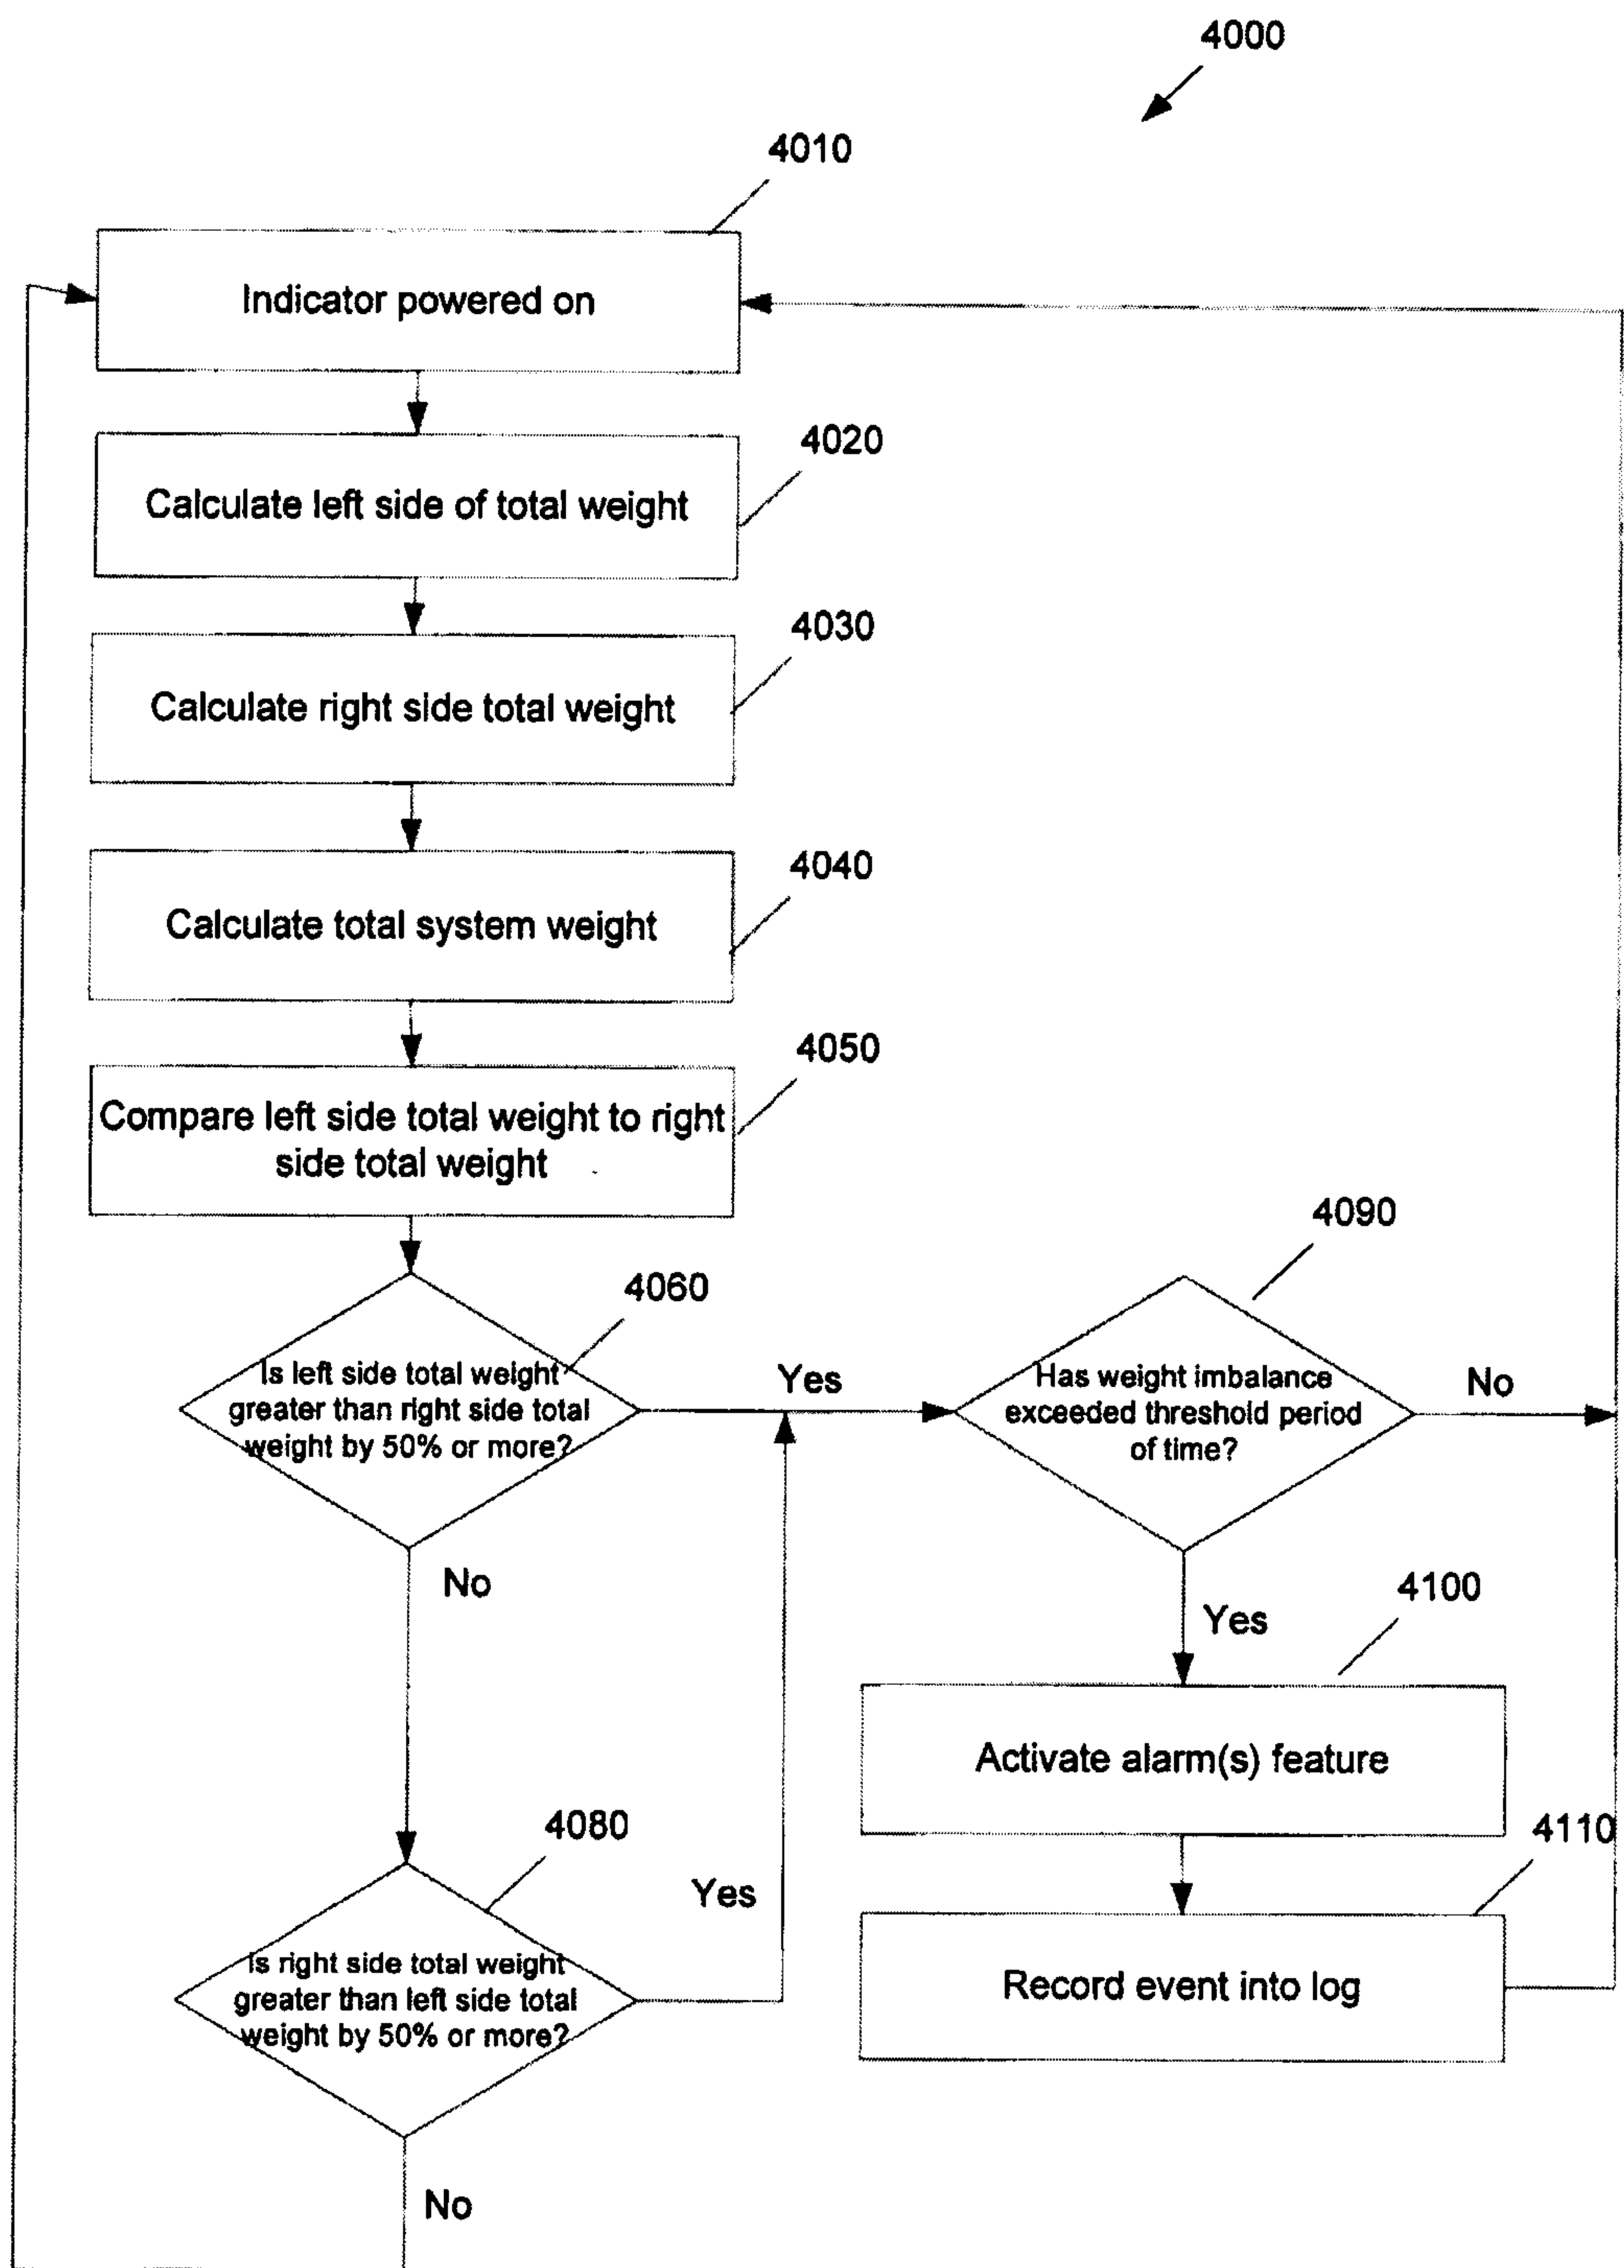 4000
4010
Indicator powered on
4020
Calculate left side of total weight
4030
Calculate right side total weight
4040
Calculate total system weight
4050
Compare left side total weight to right
side total weight
4060
Is left side total weight
greater than right side total
weight by 50% or more?
Yes
No
4090
Has weight imbalance
exceeded threshold period
of time?
No
Yes
4100
Activate alarm(s) feature
4110
Record event into log
4080
Is right side total weight
greater than left side total
weight by 50% or more?
Yes
No